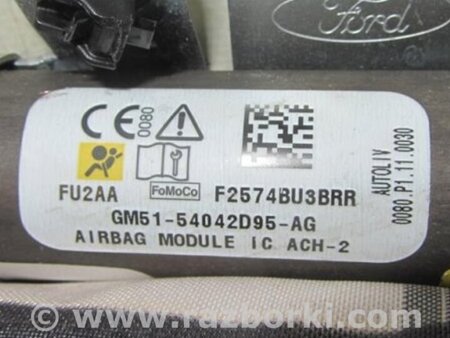 Ford
CE 0080
AUTOLIV
0080.P1.11.0030
FoMoCo
FU2AA
F2574BU3BRR
GM51-54042D95-AG
AIRBAG MODULE IC ACH-2
www.razborki.com